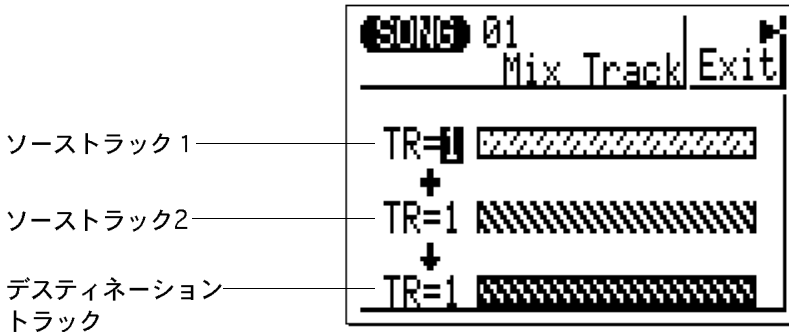 SONG 01
Mix Track Exit
ソーストラック 1 TR=1
ソーストラック2 TR=1
デスティネーション
トラック TR=1